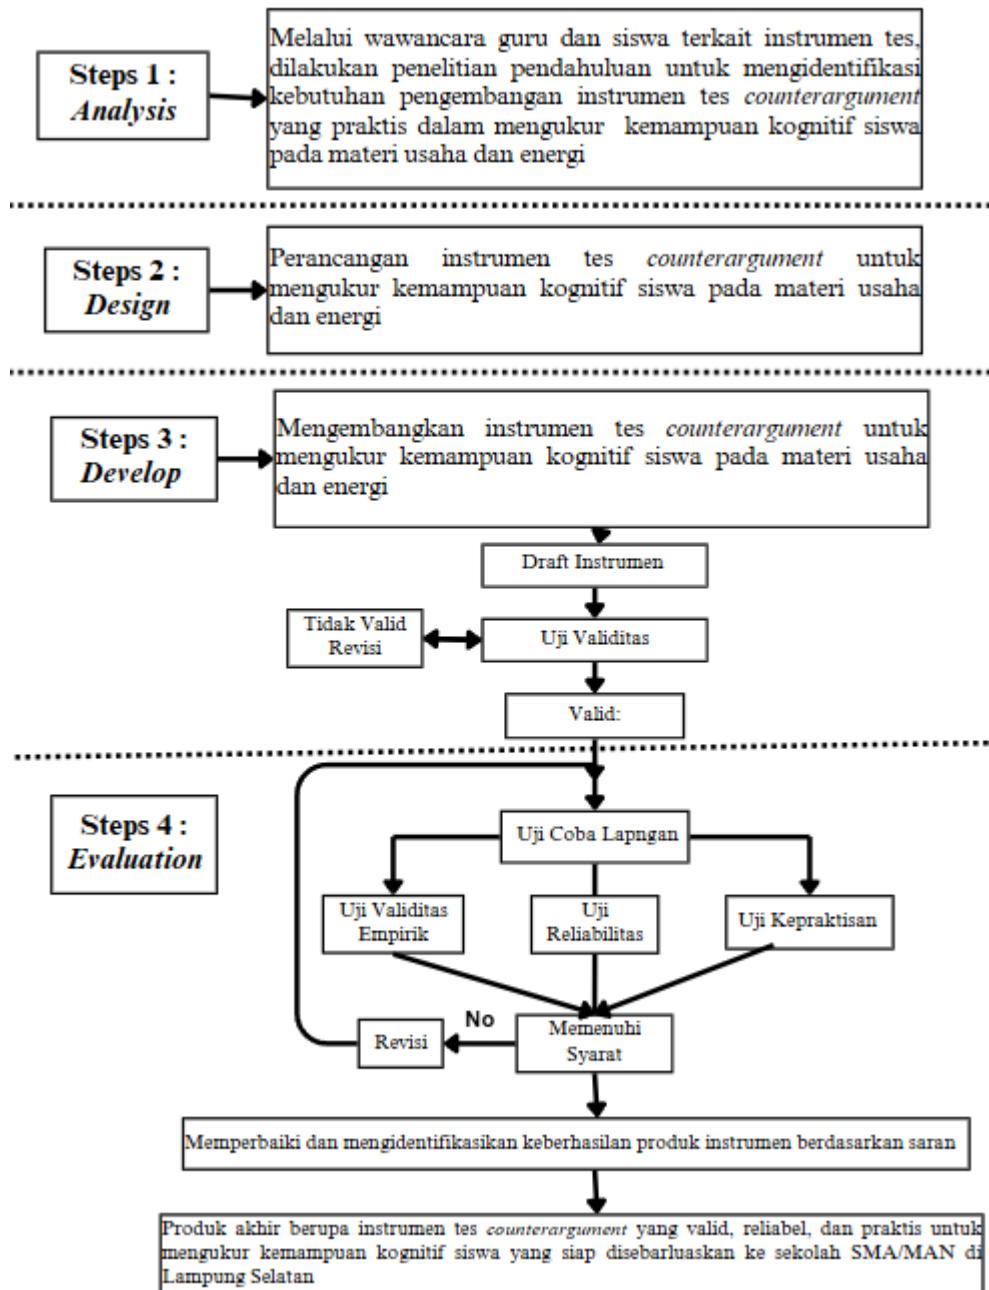 Steps 1 :
Analysis
Melalui wawancara guru dan siswa terkait instrumen tes,
dilakukan penelitian pendahuluan untuk mengidentifikasi
kebutuhan pengembangan instrumen tes counterargument
yang praktis dalam mengukur kemampuan kognitif siswa
pada materi usaha dan energi
Steps 2 :
Design
Perancangan instrumen tes counterargument untuk
mengukur kemampuan kognitif siswa pada materi usaha
dan energi
Steps 3 :
Develop
Mengembangkan instrumen tes counterargument untuk
mengukur kemampuan kognitif siswa pada materi usaha
dan energi
Draft Instrumen
Tidak Valid
Revisi
Uji Validitas
Valid:
Steps 4 :
Evaluation
Uji Coba Lapngan
Uji Validitas
Empirik
Uji
Reliabilitas
Uji Kepraktisan
Revisi
No
Memenuhi
Syarat
Memperbaiki dan mengidentifikasikan keberhasilan produk instrumen berdasarkan saran
Produk akhir berupa instrumen tes counterargument yang valid, reliabel, dan praktis untuk
mengukur kemampuan kognitif siswa yang siap disebarluaskan ke sekolah SMA/MAN di
Lampung Selatan